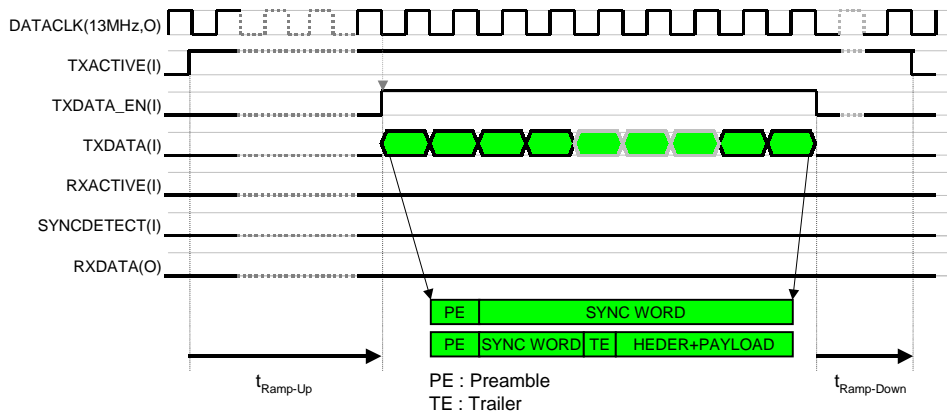 DATACLK(13MHz,O)
TXACTIVE(I)
TXDATA_EN(I)
TXDATA(I)
RXACTIVE(I)
SYNCDETECT(I)
RXDATA(O)
PE SYNC WORD
PE SYNC WORD TE HEDER+PAYLOAD
tRamp-Up
PE : Preamble
TE : Trailer
tRamp-Down